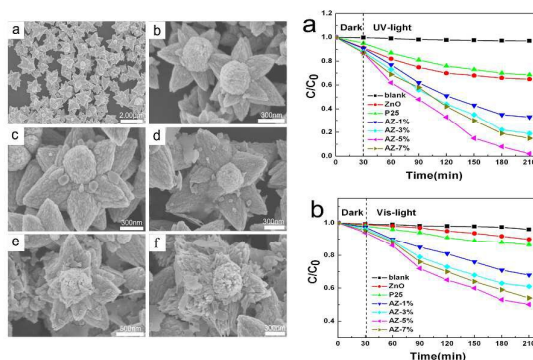 a
2.00μm
b
300nm
c
300nm
d
300nm
e
300nm
f
300nm
a
Dark
UV-light
C/C0
1.0
0.8
0.6
0.4
0.2
0.0
blank
ZnO
P25
AZ-1%
AZ-3%
AZ-5%
AZ-7%
0 30 60 90 120 150 180 210
Time(min)
b
Dark
Vis-light
C/C0
1.0
0.8
0.6
0.4
blank
ZnO
P25
AZ-1%
AZ-3%
AZ-5%
AZ-7%
0 30 60 90 120 150 180 210
Time(min)